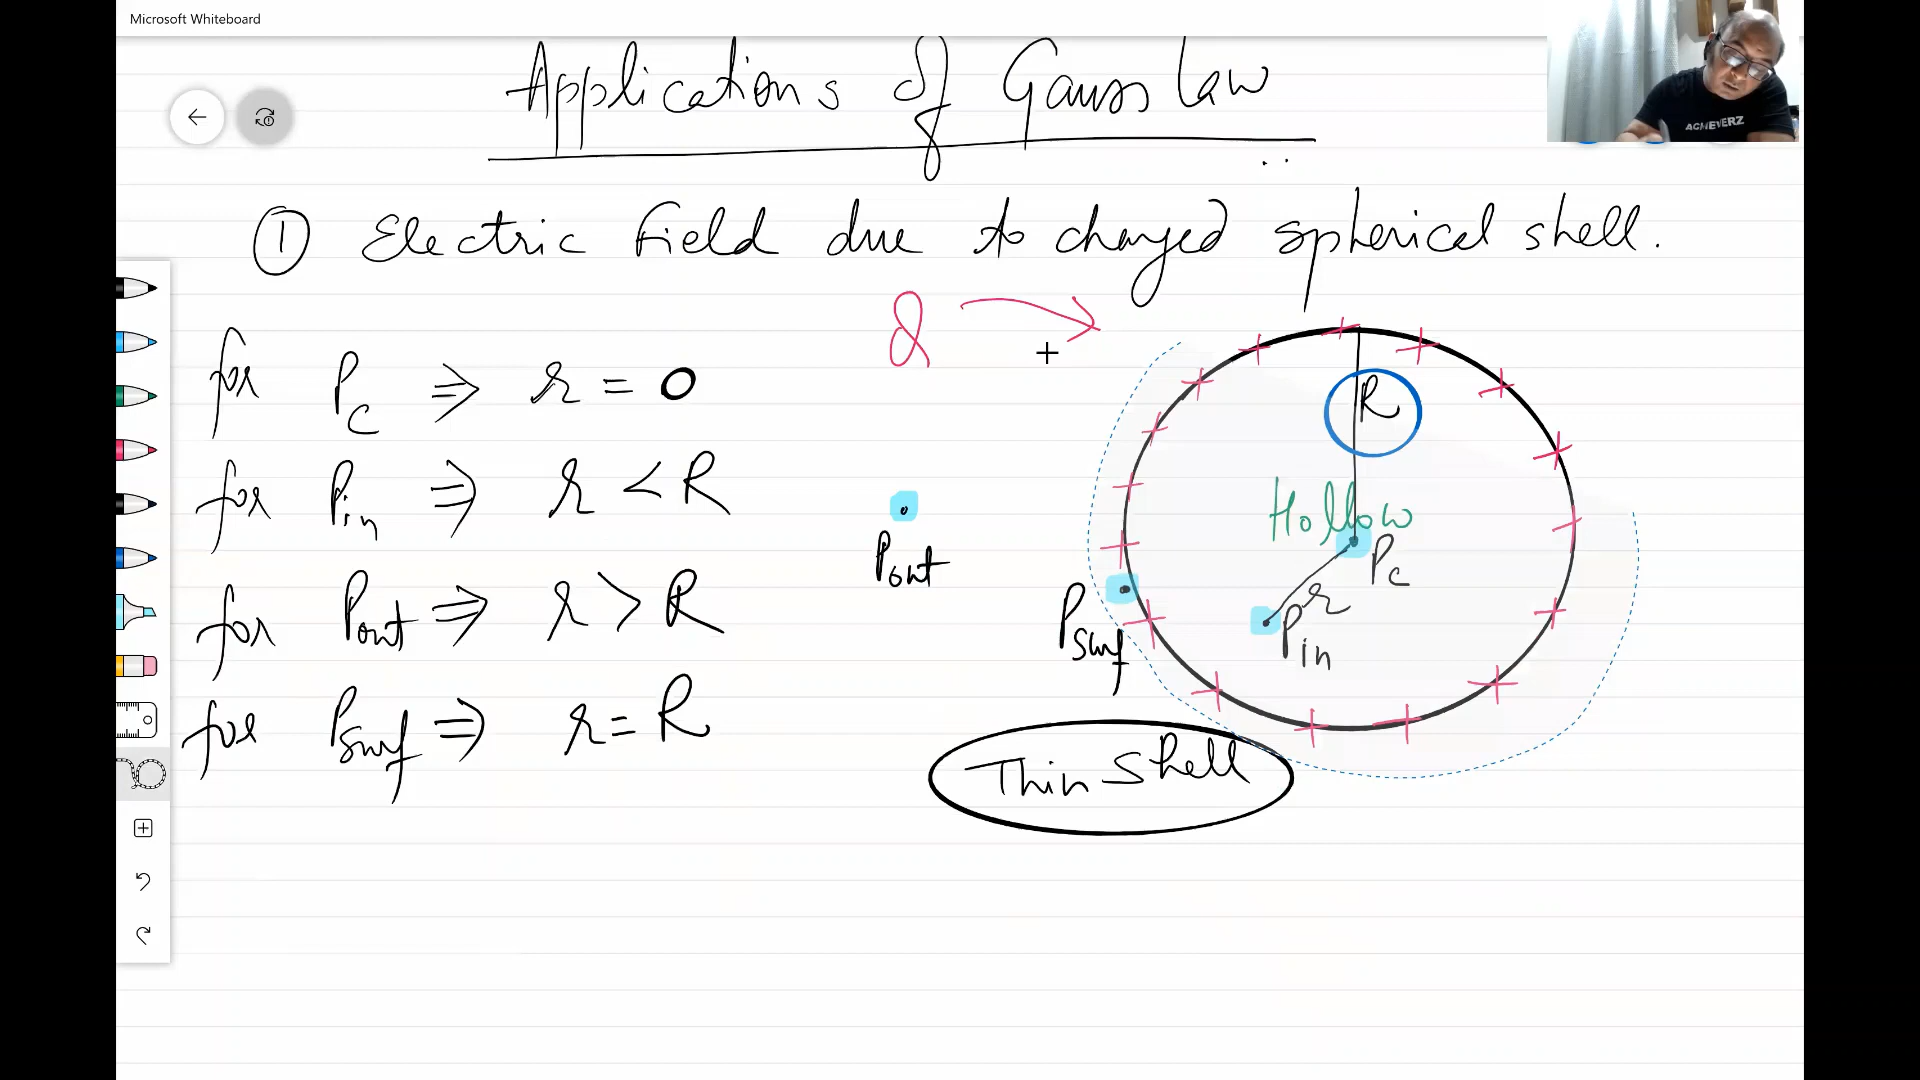 Microsoft Whiteboard
Applications of Gauss law
① Electric field due to charged spherical shell.
Q
for Pc ⇒ r = 0
R
for Pin ⇒ r < R
Hollow
Pout
Pc
for Pout ⇒ r > R
r
Psurf
Pin
for Psurf ⇒ r = R
Thin shell
ACHIEVERZ